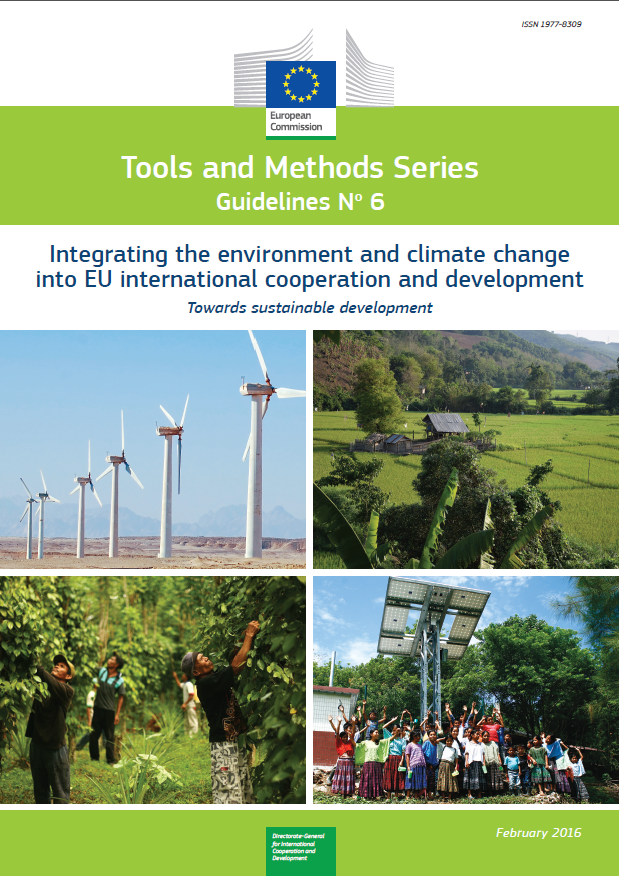 ISSN 1977-8309
European
Commission
Tools and Methods Series
Guidelines Nº 6
Integrating the environment and climate change
into EU international cooperation and development
Towards sustainable development
Directorate-General
for International
Cooperation and
Development
February 2016